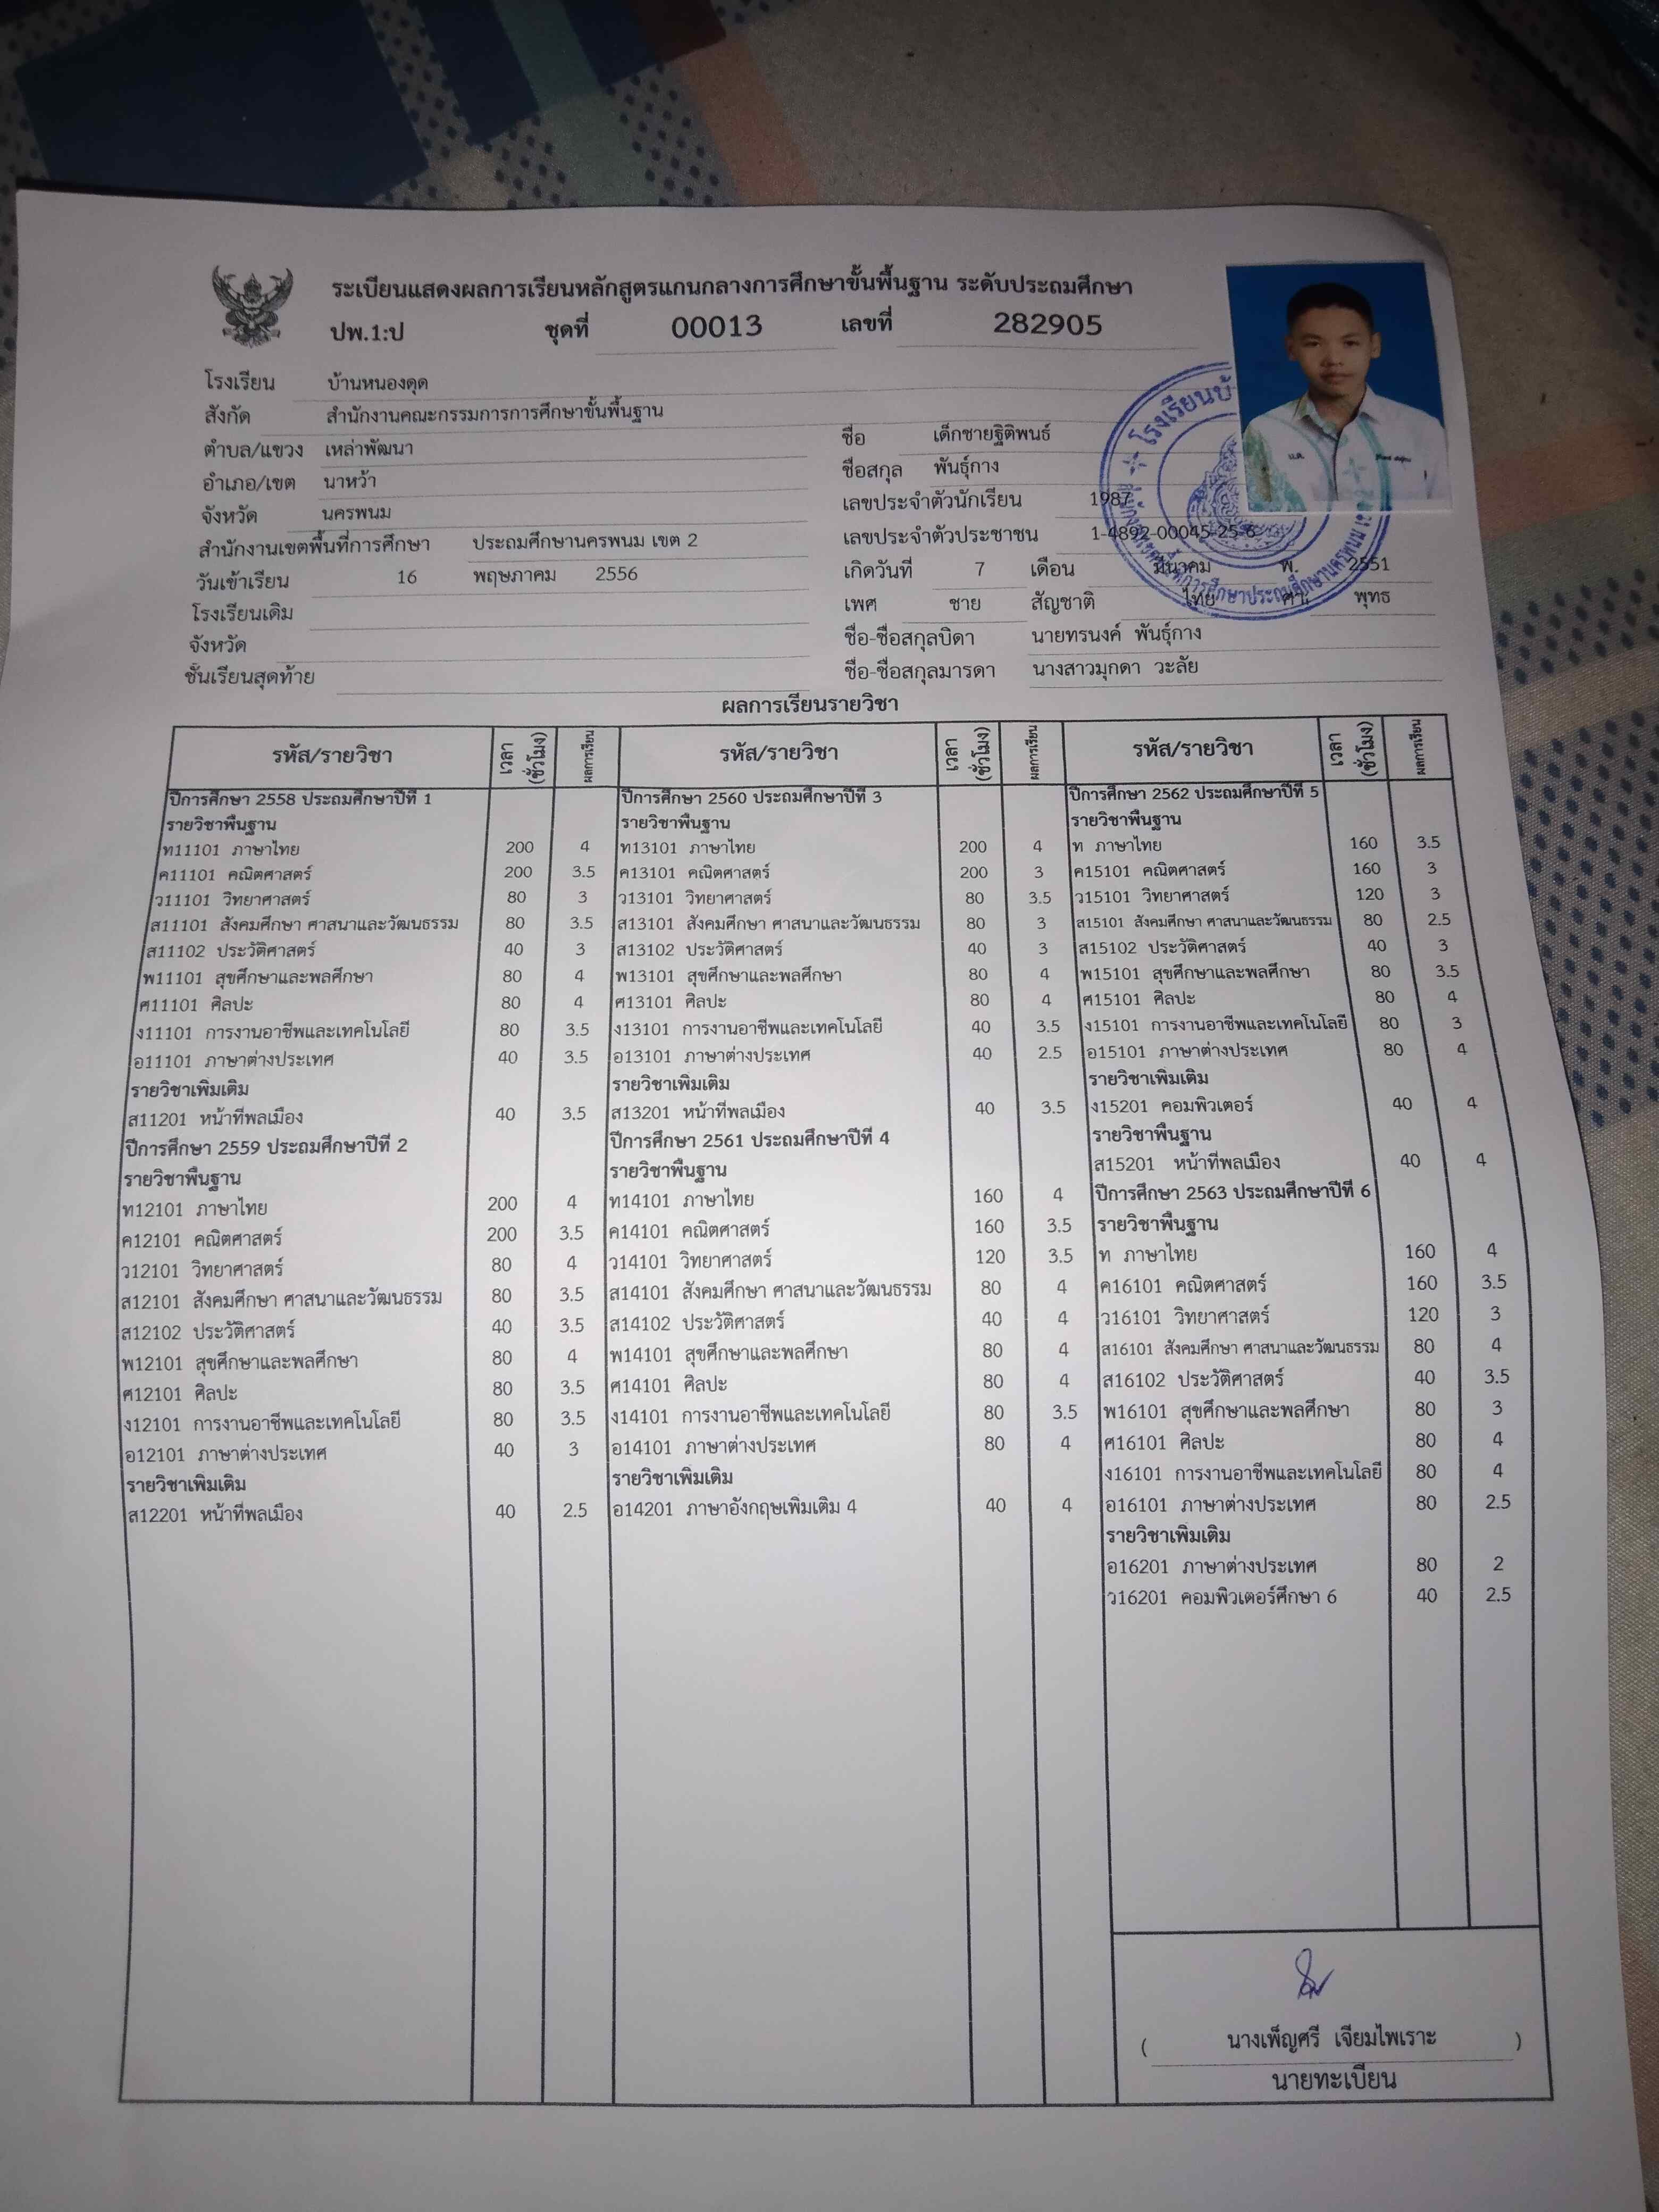 ระเบียนแสดงผลการเรียนหลักสูตรแกนกลางการศึกษาขั้นพื้นฐาน ระดับประถมศึกษา
ปพ.1:ป ชุดที่ 00013 เลขที่ 282905
โรงเรียน บ้านหนองดุด
สังกัด สำนักงานคณะกรรมการการศึกษาขั้นพื้นฐาน
ตำบล/แขวง เหล่าพัฒนา
อำเภอ/เขต นาหว้า
จังหวัด นครพนม
สำนักงานเขตพื้นที่การศึกษา ประถมศึกษานครพนม เขต 2
วันเข้าเรียน 16 พฤษภาคม 2556
โรงเรียนเดิม
จังหวัด
ชั้นเรียนสุดท้าย
ชื่อ เด็กชายฐิติพนธ์
ชื่อสกุล พันธุ์กาง
เลขประจำตัวนักเรียน 1987
เลขประจำตัวประชาชน 1-4892-00045-25-6
เกิดวันที่ 7 เดือน มีนาคม พ. 2551
เพศ ชาย สัญชาติ ไทย ศา พุทธ
ชื่อ-ชื่อสกุลบิดา นายทรนงค์ พันธุ์กาง
ชื่อ-ชื่อสกุลมารดา นางสาวมุกดา วะลัย
โรงเรียนบ้
ผลการเรียนรายวิชา
รหัส/รายวิชา เวลา (ชั่วโมง) ผลการเรียน
ปีการศึกษา 2558 ประถมศึกษาปีที่ 1
รายวิชาพื้นฐาน
ท11101 ภาษาไทย 200 4
ค11101 คณิตศาสตร์ 200 3.5
ว11101 วิทยาศาสตร์ 80 3
ส11101 สังคมศึกษา ศาสนาและวัฒนธรรม 80 3.5
ส11102 ประวัติศาสตร์ 40 3
พ11101 สุขศึกษาและพลศึกษา 80 4
ศ11101 ศิลปะ 80 4
ง11101 การงานอาชีพและเทคโนโลยี 80 3.5
อ11101 ภาษาต่างประเทศ 40 3.5
รายวิชาเพิ่มเติม
ส11201 หน้าที่พลเมือง 40 3.5
ปีการศึกษา 2559 ประถมศึกษาปีที่ 2
รายวิชาพื้นฐาน
ท12101 ภาษาไทย 200 4
ค12101 คณิตศาสตร์ 200 3.5
ว12101 วิทยาศาสตร์ 80 4
ส12101 สังคมศึกษา ศาสนาและวัฒนธรรม 80 3.5
ส12102 ประวัติศาสตร์ 40 3.5
พ12101 สุขศึกษาและพลศึกษา 80 4
ศ12101 ศิลปะ 80 3.5
ง12101 การงานอาชีพและเทคโนโลยี 80 3.5
อ12101 ภาษาต่างประเทศ 40 3
รายวิชาเพิ่มเติม
ส12201 หน้าที่พลเมือง 40 2.5
รหัส/รายวิชา เวลา (ชั่วโมง) ผลการเรียน
ปีการศึกษา 2560 ประถมศึกษาปีที่ 3
รายวิชาพื้นฐาน
ท13101 ภาษาไทย 200 4
ค13101 คณิตศาสตร์ 200 3
ว13101 วิทยาศาสตร์ 80 3.5
ส13101 สังคมศึกษา ศาสนาและวัฒนธรรม 80 3
ส13102 ประวัติศาสตร์ 40 3
พ13101 สุขศึกษาและพลศึกษา 80 4
ศ13101 ศิลปะ 80 4
ง13101 การงานอาชีพและเทคโนโลยี 40 3.5
อ13101 ภาษาต่างประเทศ 40 2.5
รายวิชาเพิ่มเติม
ส13201 หน้าที่พลเมือง 40 3.5
ปีการศึกษา 2561 ประถมศึกษาปีที่ 4
รายวิชาพื้นฐาน
ท14101 ภาษาไทย 160 4
ค14101 คณิตศาสตร์ 160 3.5
ว14101 วิทยาศาสตร์ 120 3.5
ส14101 สังคมศึกษา ศาสนาและวัฒนธรรม 80 4
ส14102 ประวัติศาสตร์ 40 4
พ14101 สุขศึกษาและพลศึกษา 80 4
ศ14101 ศิลปะ 80 4
ง14101 การงานอาชีพและเทคโนโลยี 80 3.5
อ14101 ภาษาต่างประเทศ 80 4
รายวิชาเพิ่มเติม
อ14201 ภาษาอังกฤษเพิ่มเติม 4 40 4
รหัส/รายวิชา เวลา (ชั่วโมง) ผลการเรียน
ปีการศึกษา 2562 ประถมศึกษาปีที่ 5
รายวิชาพื้นฐาน
ท ภาษาไทย 160 3.5
ค15101 คณิตศาสตร์ 160 3
ว15101 วิทยาศาสตร์ 120 3
ส15101 สังคมศึกษา ศาสนาและวัฒนธรรม 80 2.5
ส15102 ประวัติศาสตร์ 40 3
พ15101 สุขศึกษาและพลศึกษา 80 3.5
ศ15101 ศิลปะ 80 4
ง15101 การงานอาชีพและเทคโนโลยี 80 3
อ15101 ภาษาต่างประเทศ 80 4
รายวิชาเพิ่มเติม
ง15201 คอมพิวเตอร์ 40 4
รายวิชาพื้นฐาน
ส15201 หน้าที่พลเมือง 40 4
ปีการศึกษา 2563 ประถมศึกษาปีที่ 6
รายวิชาพื้นฐาน
ท ภาษาไทย 160 4
ค16101 คณิตศาสตร์ 160 3.5
ว16101 วิทยาศาสตร์ 120 3
ส16101 สังคมศึกษา ศาสนาและวัฒนธรรม 80 4
ส16102 ประวัติศาสตร์ 40 3.5
พ16101 สุขศึกษาและพลศึกษา 80 3
ศ16101 ศิลปะ 80 4
ง16101 การงานอาชีพและเทคโนโลยี 80 4
อ16101 ภาษาต่างประเทศ 80 2.5
รายวิชาเพิ่มเติม
อ16201 ภาษาต่างประเทศ 80 2
ว16201 คอมพิวเตอร์ศึกษา 6 40 2.5
( นางเพ็ญศรี เจียมไพเราะ )
นายทะเบียน